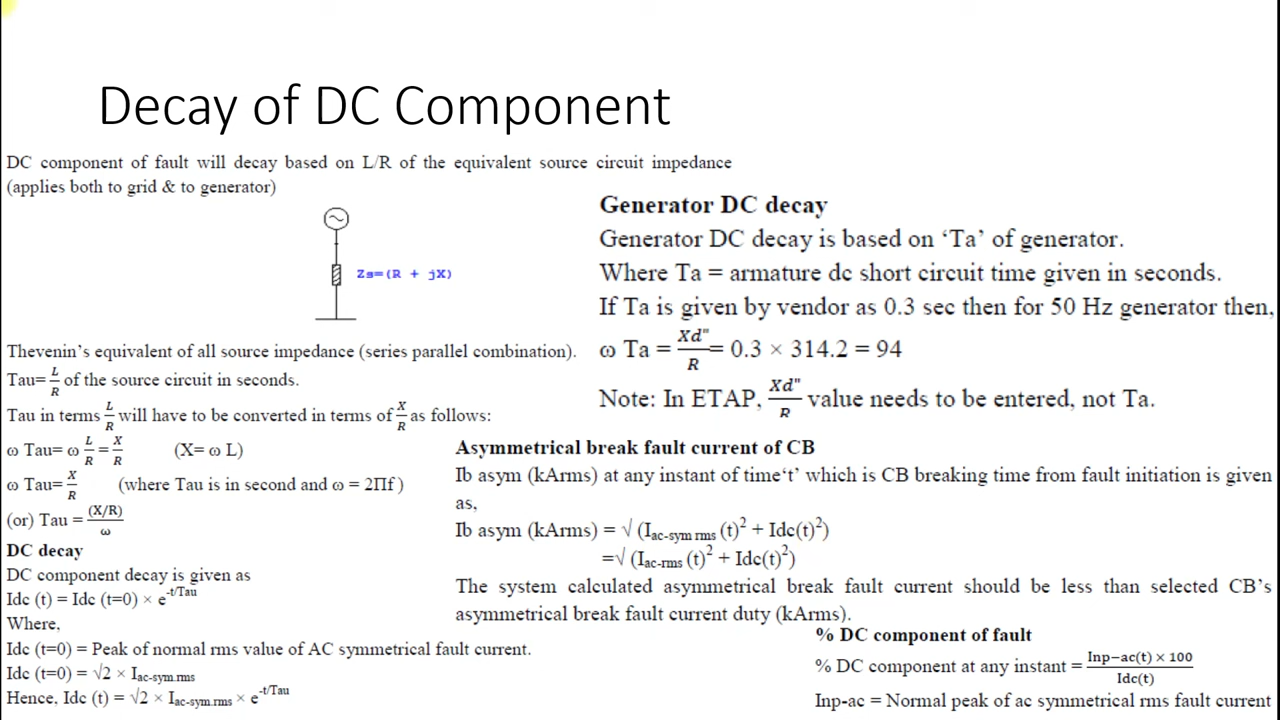 Decay of DC Component
DC component of fault will decay based on L/R of the equivalent source circuit impedance
(applies both to grid & to generator)
Zs=(R + jX)
Thevenin's equivalent of all source impedance (series parallel combination).
Tau= L/R of the source circuit in seconds.
Tau in terms L/R will have to be converted in terms of X/R as follows:
ω Tau= ω L/R = X/R (X= ω L)
ω Tau= X/R (where Tau is in second and ω = 2Πf )
(or) Tau = (X/R)/ω
DC decay
DC component decay is given as
Idc (t) = Idc (t=0) × e^-t/Tau
Where,
Idc (t=0) = Peak of normal rms value of AC symmetrical fault current.
Idc (t=0) = √2 × Iac-sym.rms
Hence, Idc (t) = √2 × Iac-sym.rms × e^-t/Tau
Generator DC decay
Generator DC decay is based on ‘Ta’ of generator.
Where Ta = armature dc short circuit time given in seconds.
If Ta is given by vendor as 0.3 sec then for 50 Hz generator then,
ω Ta = Xd"/R = 0.3 × 314.2 = 94
Note: In ETAP, Xd"/R value needs to be entered, not Ta.
Asymmetrical break fault current of CB
Ib asym (kArms) at any instant of time‘t’ which is CB breaking time from fault initiation is given
as,
Ib asym (kArms) = √ (Iac-sym rms (t)² + Idc(t)²)
=√ (Iac-rms (t)² + Idc(t)²)
The system calculated asymmetrical break fault current should be less than selected CB’s
asymmetrical break fault current duty (kArms).
% DC component of fault
% DC component at any instant = Inp−ac(t) × 100/Idc(t)
Inp-ac = Normal peak of ac symmetrical rms fault current